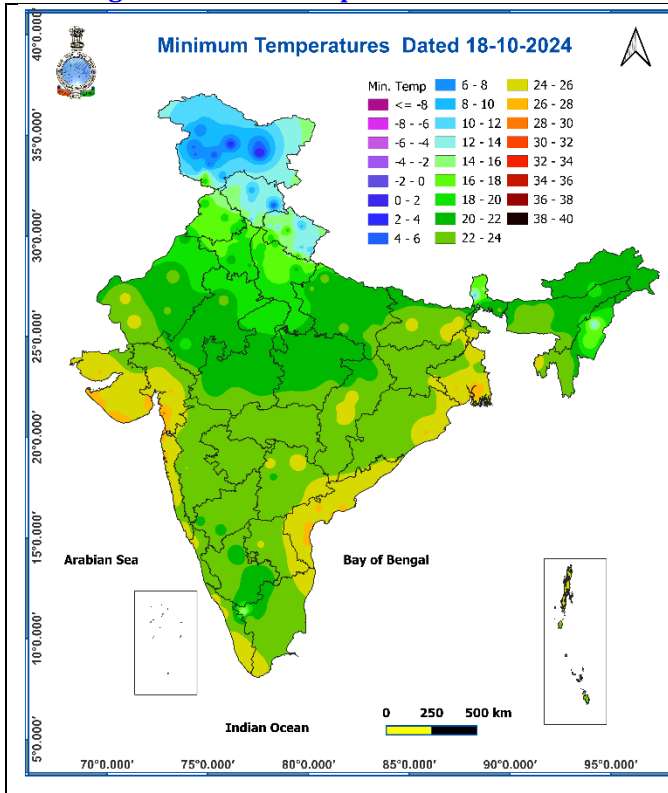 Minimum Temperatures Dated 18-10-2024
Min. Temp
<= -8
-8 - -6
-6 - -4
-4 - -2
-2 - 0
0 - 2
2 - 4
4 - 6
6 - 8
8 - 10
10 - 12
12 - 14
14 - 16
16 - 18
18 - 20
20 - 22
22 - 24
24 - 26
26 - 28
28 - 30
30 - 32
32 - 34
34 - 36
36 - 38
38 - 40
40°0.000'
35°0.000'
30°0.000'
25°0.000'
20°0.000'
15°0.000'
10°0.000'
5°0.000'
Arabian Sea
Bay of Bengal
Indian Ocean
0 250 500 km
70°0.000' 75°0.000' 80°0.000' 85°0.000' 90°0.000' 95°0.000'